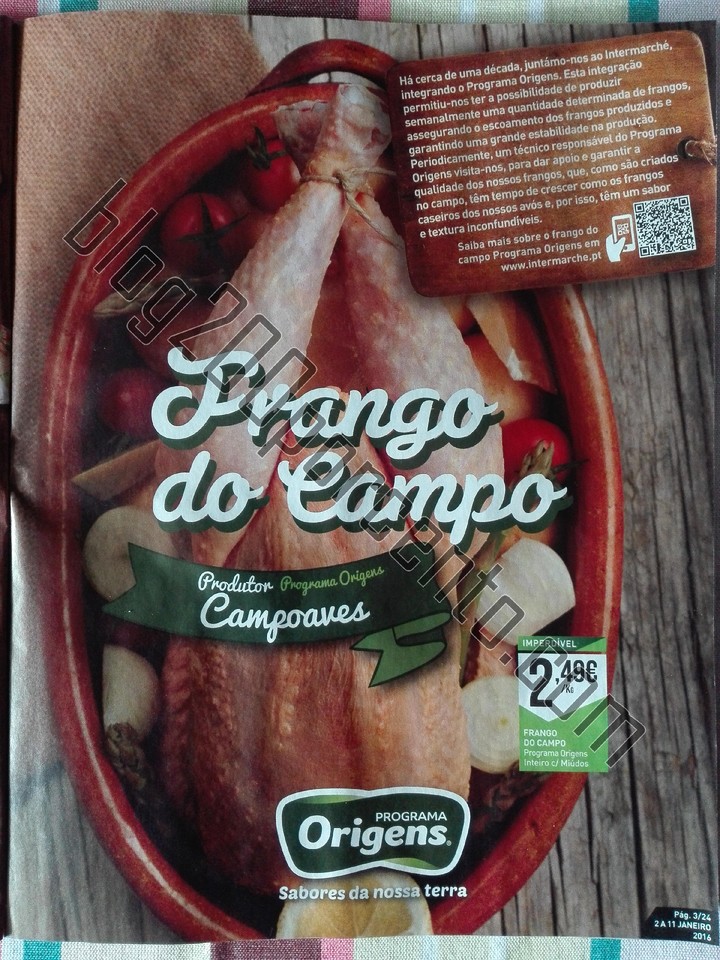 Há cerca de uma década, juntámo-nos ao Intermarché,
integrando o Programa Origens. Esta integração
permitiu-nos ter a possibilidade de produzir
semanalmente uma quantidade determinada de frangos,
assegurando o escoamento dos frangos produzidos e
garantindo uma grande estabilidade na produção.
Periodicamente, um técnico responsável do Programa
Origens visita-nos, para dar apoio e garantir a
qualidade dos nossos frangos, que, como são criados
no campo, têm tempo de crescer como os frangos
caseiros dos nossos avós e, por isso, têm um sabor
e textura inconfundíveis.
Saiba mais sobre o frango do
campo Programa Origens em
www.intermarche.pt
blog200porcento.com
Frango
do Campo
Produtor Programa Origens
Campoaves
IMPERDÍVEL
2,49€
/KG
FRANGO
DO CAMPO
Programa Origens
Inteiro c/ Miúdos
PROGRAMA
Origens®
Sabores da nossa terra
Pág. 3/24
2 A 11 JANEIRO
2016